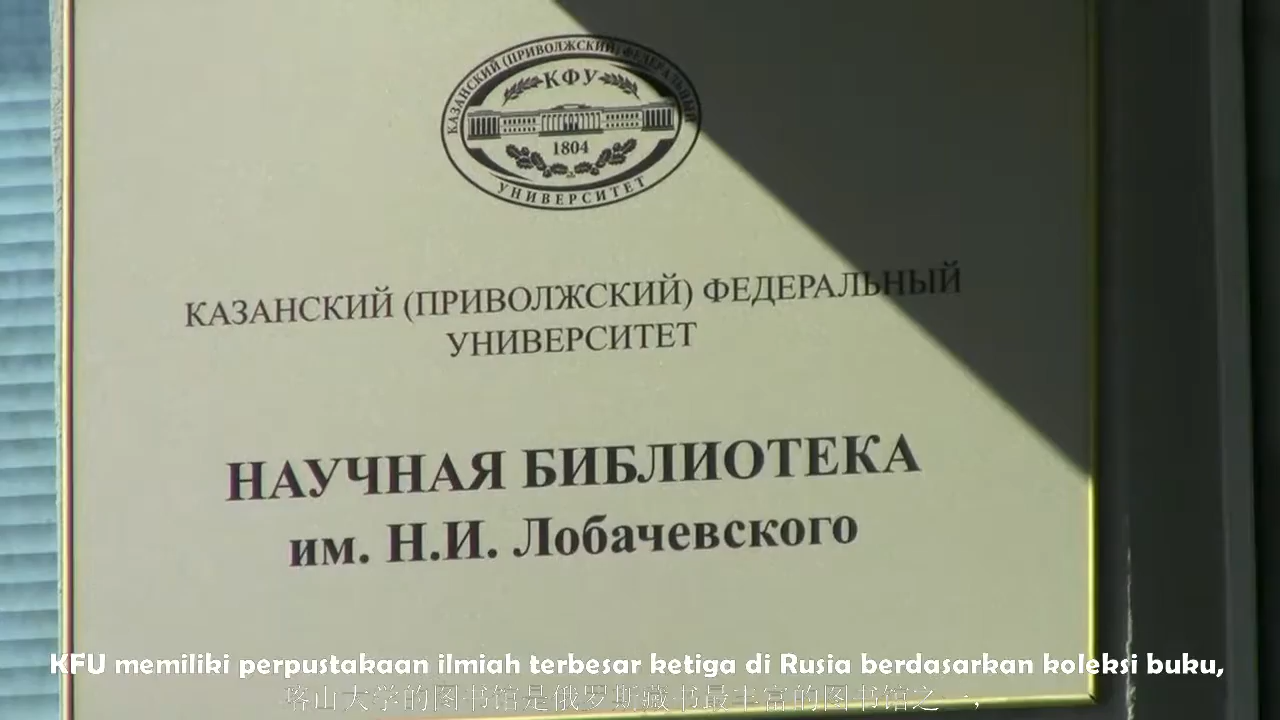 КАЗАНСКИЙ (ПРИВОЛЖСКИЙ) ФЕДЕРАЛЬНЫЙ
КФУ
1804
УНИВЕРСИТЕТ
КАЗАНСКИЙ (ПРИВОЛЖСКИЙ) ФЕДЕРАЛЬНЫЙ
УНИВЕРСИТЕТ
НАУЧНАЯ БИБЛИОТЕКА
им. Н.И. Лобачевского
KFU memiliki perpustakaan ilmiah terbesar ketiga di Rusia berdasarkan koleksi buku,
喀山大学的图书馆是俄罗斯藏书最丰富的图书馆之一，